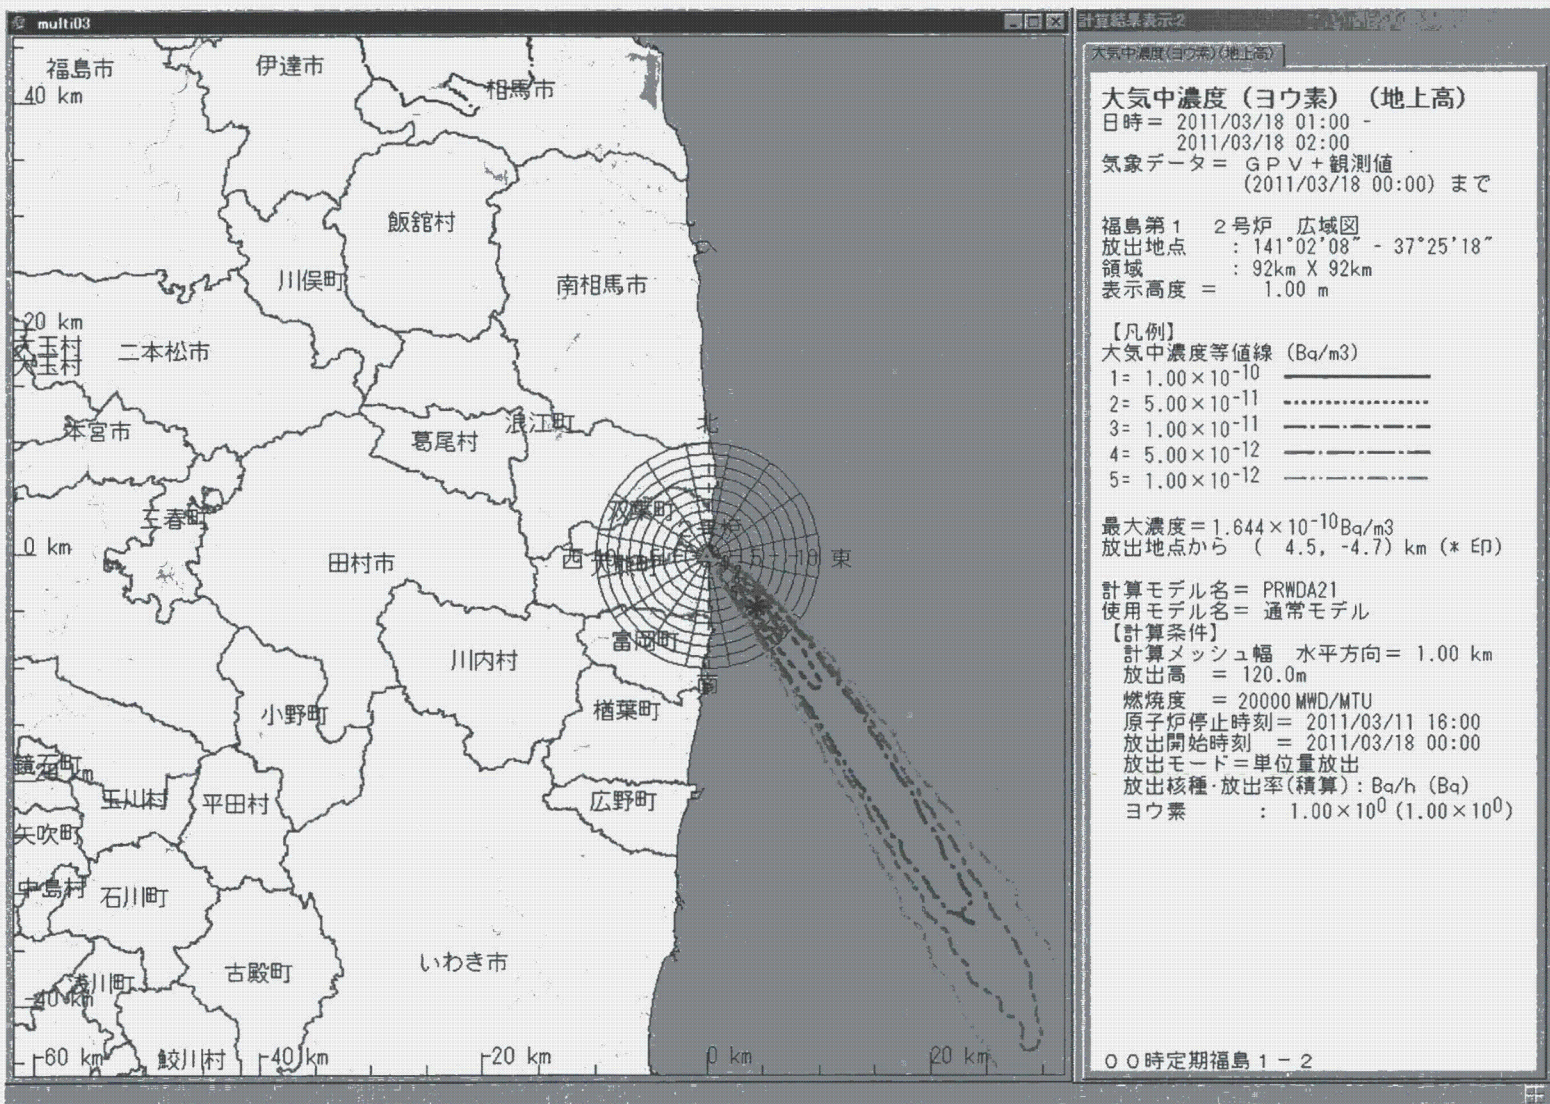 multi03
福島市
伊達市
相馬市
40 km
飯舘村
川俣町
南相馬市
20 km
大玉村
大玉村
二本松市
本宮市
葛尾村
浪江町
北
三春町
双葉町
0 km
田村市
西
5
10
東
富岡町
川内村
南
小野町
楢葉町
鏡石町
-20 km
玉川村
平田村
広野町
矢吹町
中島村
石川町
いわき市
古殿町
浅川町
-40 km
鮫川村
-60 km
-40 km
-20 km
0 km
20 km
計算結果表示-2
大気中濃度(ヨウ素)(地上高)
大気中濃度(ヨウ素) (地上高)
日時= 2011/03/18 01:00 -
2011/03/18 02:00
気象データ= GPV+観測値
(2011/03/18 00:00) まで
福島第1 2号炉 広域図
放出地点 : 141°02'08" - 37°25'18"
領域 : 92km X 92km
表示高度 = 1.00 m
【凡例】
大気中濃度等値線 (Bq/m3)
1= 1.00×10-10
2= 5.00×10-11
3= 1.00×10-11
4= 5.00×10-12
5= 1.00×10-12
最大濃度=1.644×10-10Bq/m3
放出地点から ( 4.5, -4.7) km (* 印)
計算モデル名= PRWDA21
使用モデル名= 通常モデル
【計算条件】
計算メッシュ幅 水平方向= 1.00 km
放出高 = 120.0m
燃焼度 = 20000MWD/MTU
原子炉停止時刻= 2011/03/11 16:00
放出開始時刻 = 2011/03/18 00:00
放出モード=単位量放出
放出核種・放出率(積算):Bq/h (Bq)
ヨウ素 : 1.00×100 (1.00×100)
00時定期福島1-2